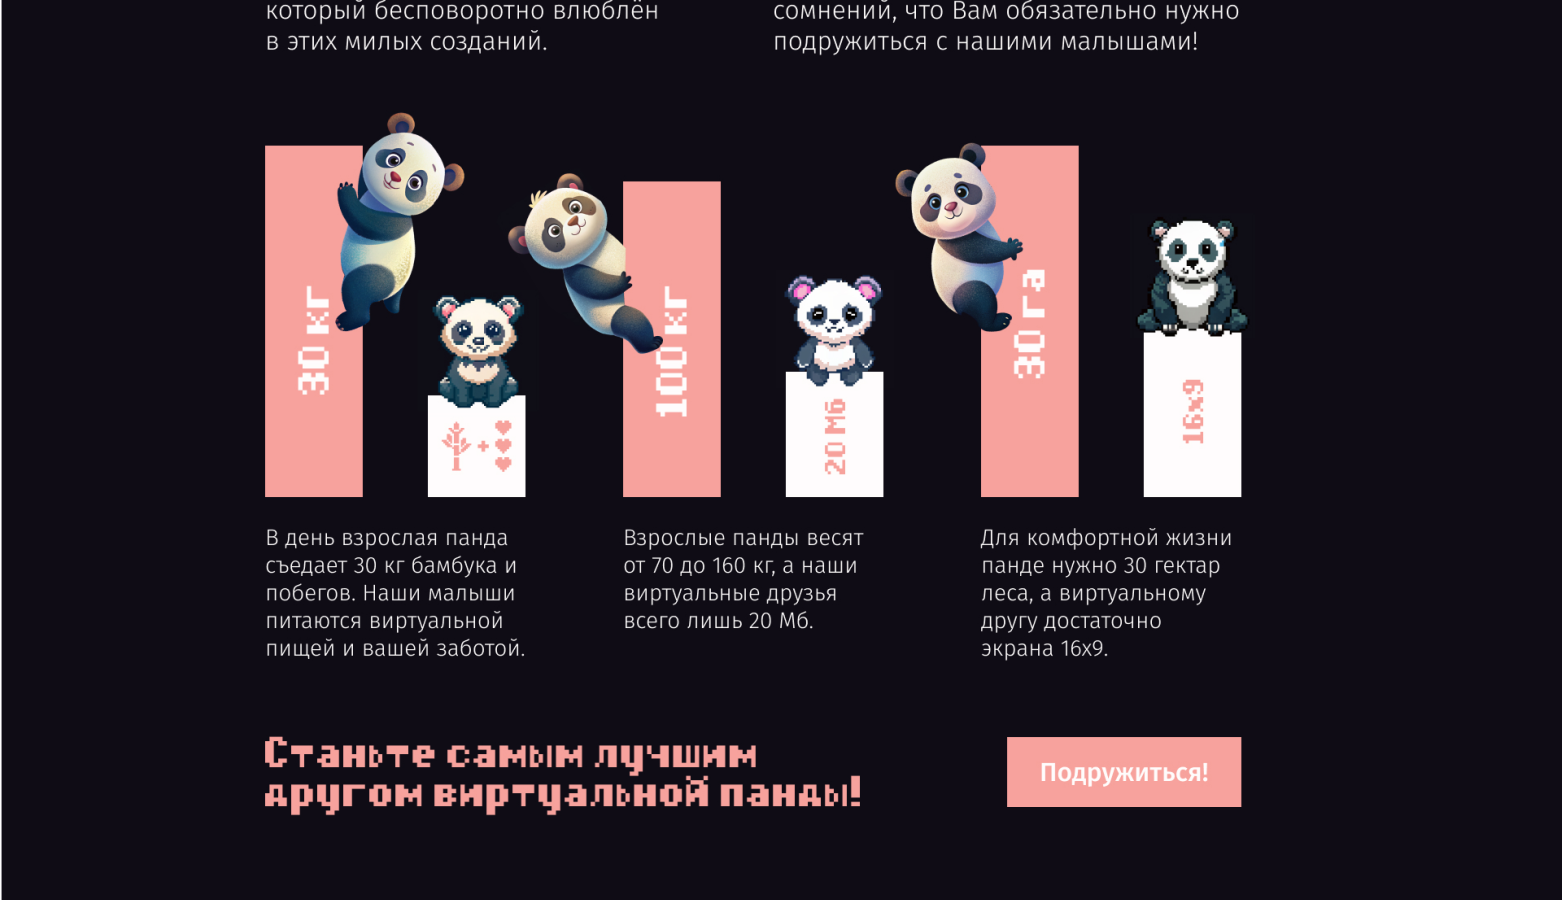 который бесповоротно влюблён
в этих милых созданий.
сомнений, что Вам обязательно нужно
подружиться с нашими малышами!
30 кг
+
100 кг
20 Мб
30 га
16x9
В день взрослая панда
съедает 30 кг бамбука и
побегов. Наши малыши
питаются виртуальной
пищей и вашей заботой.
Взрослые панды весят
от 70 до 160 кг, а наши
виртуальные друзья
всего лишь 20 Мб.
Для комфортной жизни
панде нужно 30 гектар
леса, а виртуальному
другу достаточно
экрана 16x9.
Станьте самым лучшим
другом виртуальной панды!
Подружиться!